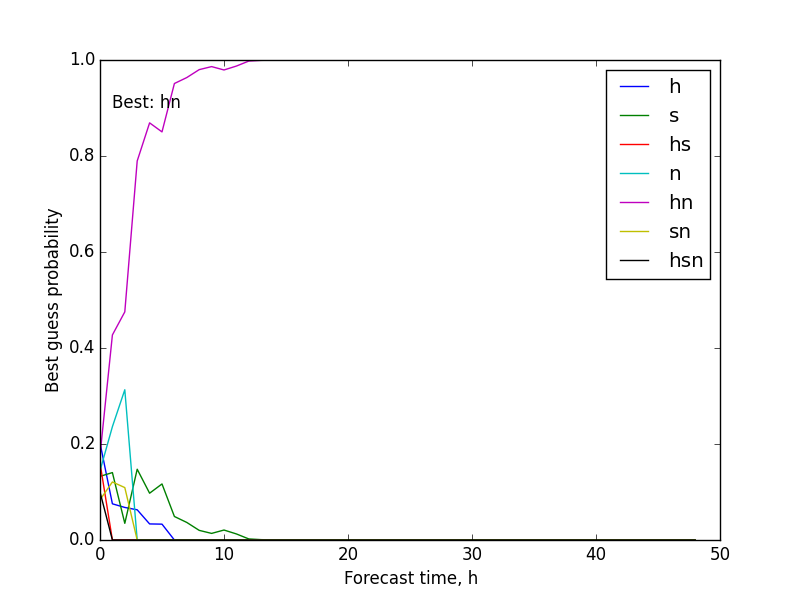 Best: hn
h
s
hs
n
hn
sn
hsn
Best guess probability
1.0
0.8
0.6
0.4
0.2
0.0
0
10
20
30
40
50
Forecast time, h